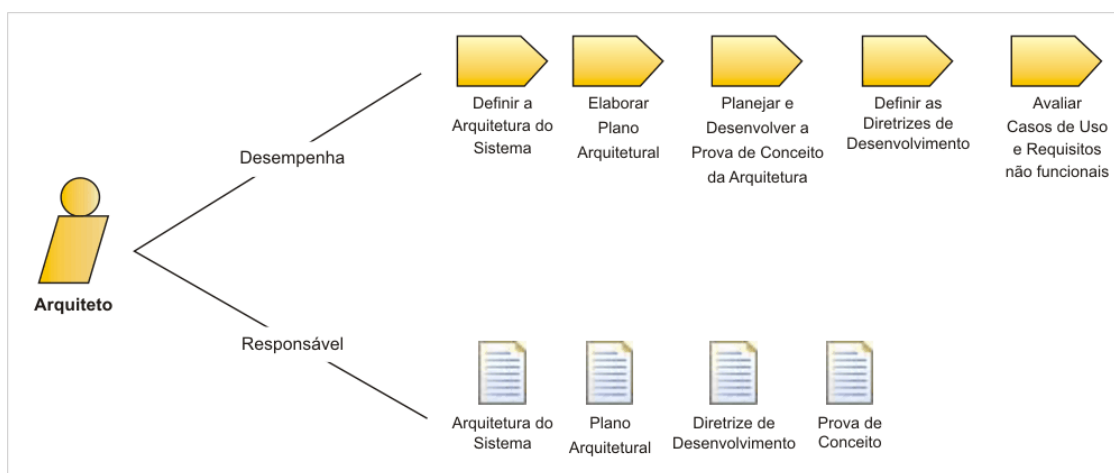 Definir a
Arquitetura do
Sistema
Elaborar
Plano
Arquitetural
Planejar e
Desenvolver a
Prova de Conceito
da Arquitetura
Definir as
Diretrizes de
Desenvolvimento
Avaliar
Casos de Uso
e Requisitos
não funcionais
Desempenha
Arquiteto
Responsável
Arquitetura do
Sistema
Plano
Arquitetural
Diretrize de
Desenvolvimento
Prova de
Conceito